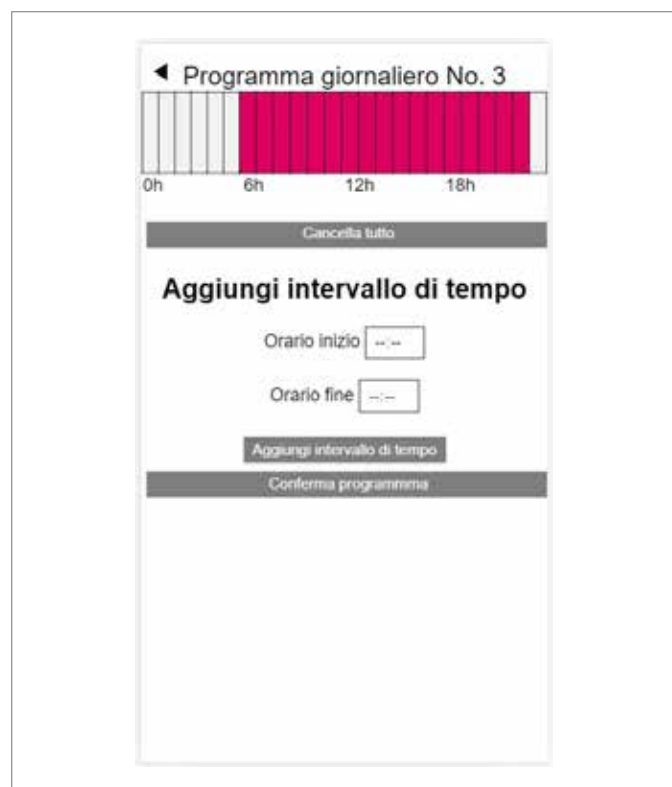 ◀ Programma giornaliero No. 3
0h 6h 12h 18h
Cancella tutto
Aggiungi intervallo di tempo
Orario inizio --:--
Orario fine --:--
Aggiungi intervallo di tempo
Conferma programmma